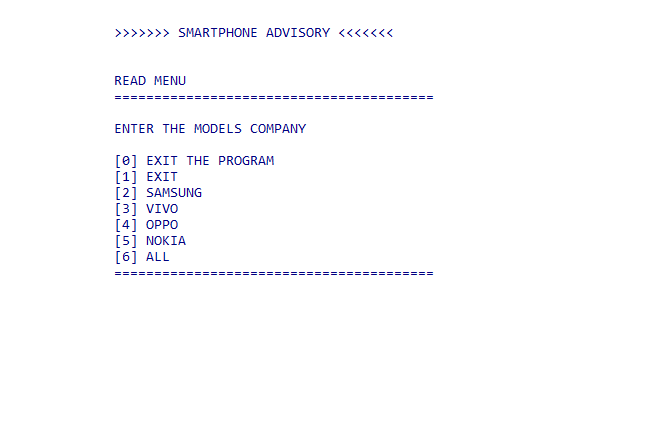 >>>>>>> SMARTPHONE ADVISORY <<<<<<<
READ MENU
========================================
ENTER THE MODELS COMPANY
[0] EXIT THE PROGRAM
[1] EXIT
[2] SAMSUNG
[3] VIVO
[4] OPPO
[5] NOKIA
[6] ALL
========================================